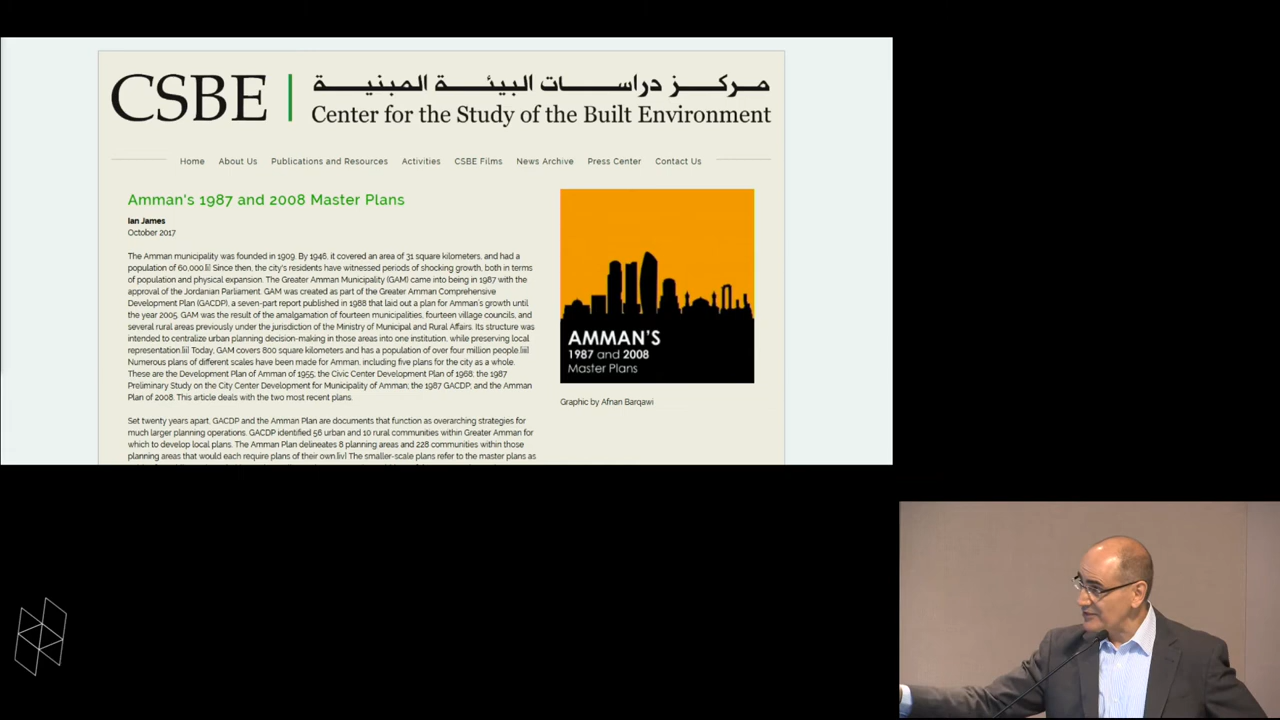 CSBE
مركز دراسات البيئة المبنية
Center for the Study of the Built Environment
Home About Us Publications and Resources Activities CSBE Films News Archive Press Center Contact Us
Amman's 1987 and 2008 Master Plans
Ian James
October 2017
The Amman municipality was founded in 1909. By 1946, it covered an area of 31 square kilometers, and had a
population of 60,000.[i] Since then, the city's residents have witnessed periods of shocking growth, both in terms
of population and physical expansion. The Greater Amman Municipality (GAM) came into being in 1987 with the
approval of the Jordanian Parliament. GAM was created as part of the Greater Amman Comprehensive
Development Plan (GACDP), a seven-part report published in 1988 that laid out a plan for Amman's growth until
the year 2005. GAM was the result of the amalgamation of fourteen municipalities, fourteen village councils, and
several rural areas previously under the jurisdiction of the Ministry of Municipal and Rural Affairs. Its structure was
intended to centralize urban planning decision-making in those areas into one institution, while preserving local
representation.[ii] Today, GAM covers 800 square kilometers and has a population of over four million people.[iii]
Numerous plans of different scales have been made for Amman, including five plans for the city as a whole.
These are the Development Plan of Amman of 1955, the Civic Center Development Plan of 1968; the 1987
Preliminary Study on the City Center Development for Municipality of Amman; the 1987 GACDP; and the Amman
Plan of 2008. This article deals with the two most recent plans.
Set twenty years apart, GACDP and the Amman Plan are documents that function as overarching strategies for
much larger planning operations. GACDP identified 56 urban and 10 rural communities within Greater Amman for
which to develop local plans. The Amman Plan delineates 8 planning areas and 228 communities within those
planning areas that would each require plans of their own.[iv] The smaller-scale plans refer to the master plans as
AMMAN'S
1987 and 2008
Master Plans
Graphic by Afnan Barqawi